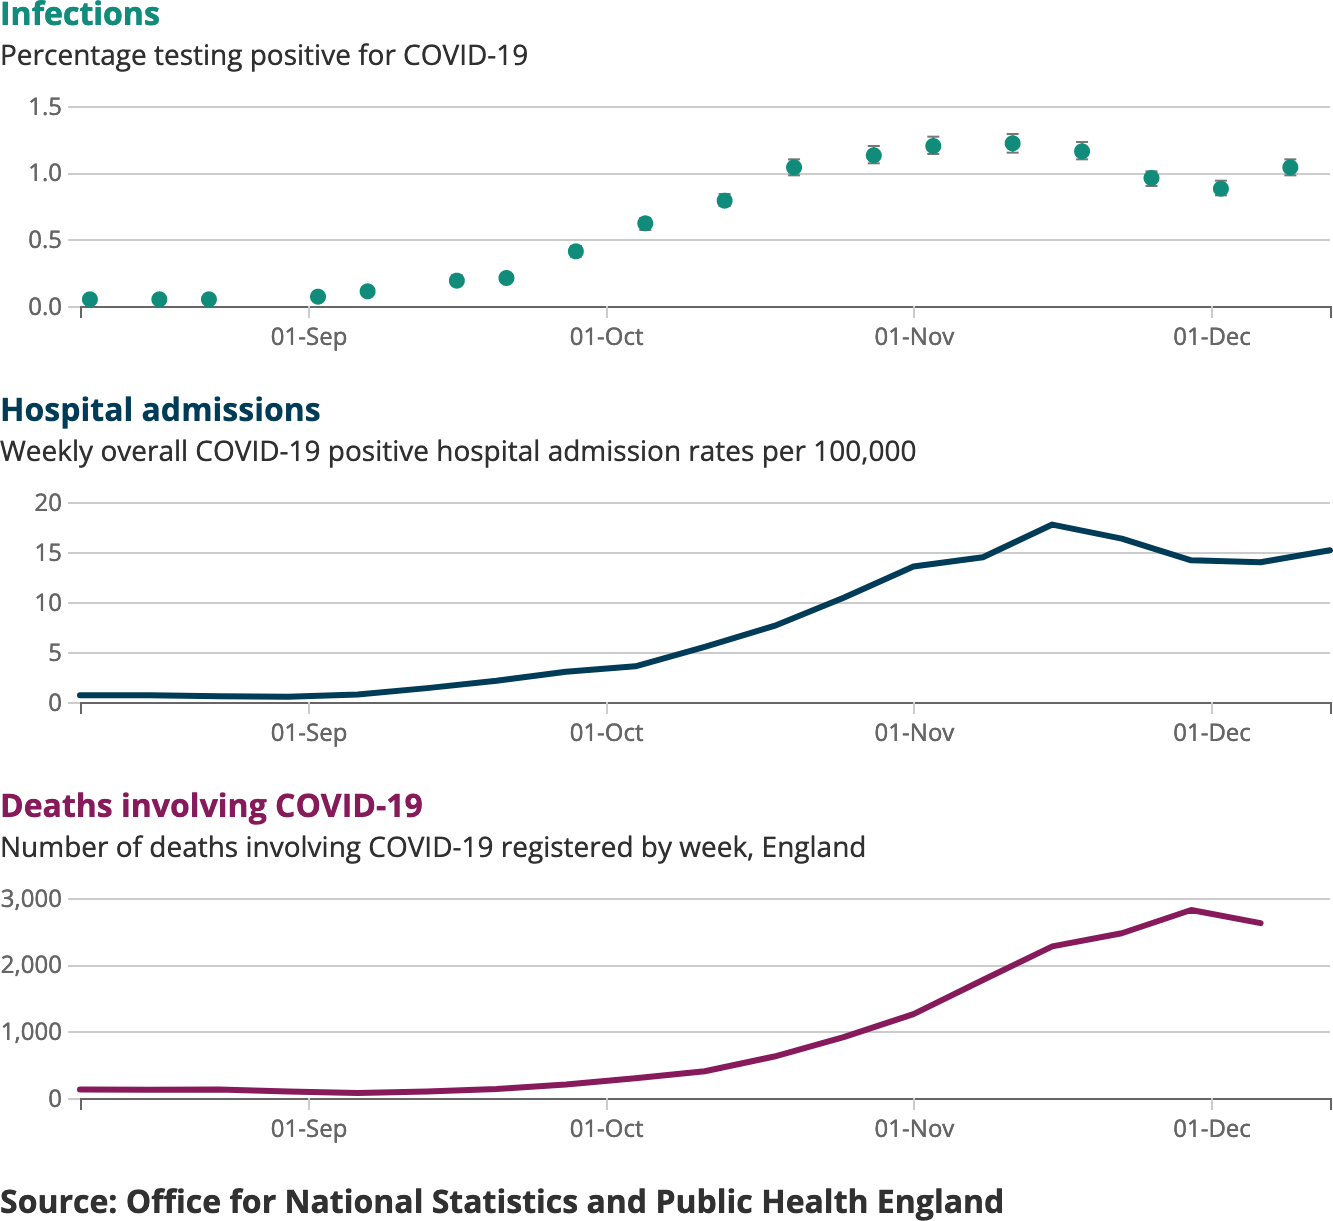 Infections
Percentage testing positive for COVID-19
1.5
1.0
0.5
0.0
01-Sep 01-Oct 01-Nov 01-Dec
Hospital admissions
Weekly overall COVID-19 positive hospital admission rates per 100,000
20
15
10
5
0
01-Sep 01-Oct 01-Nov 01-Dec
Deaths involving COVID-19
Number of deaths involving COVID-19 registered by week, England
3,000
2,000
1,000
0
01-Sep 01-Oct 01-Nov 01-Dec
Source: Office for National Statistics and Public Health England